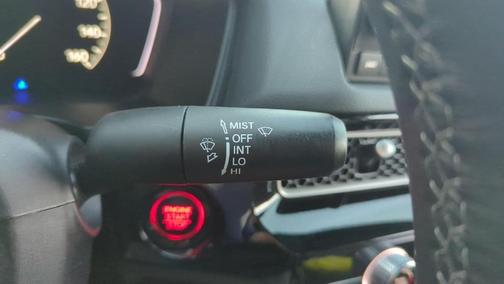 120
140
160
MIST
OFF
INT
LO
HI
ENGINE
START
STOP